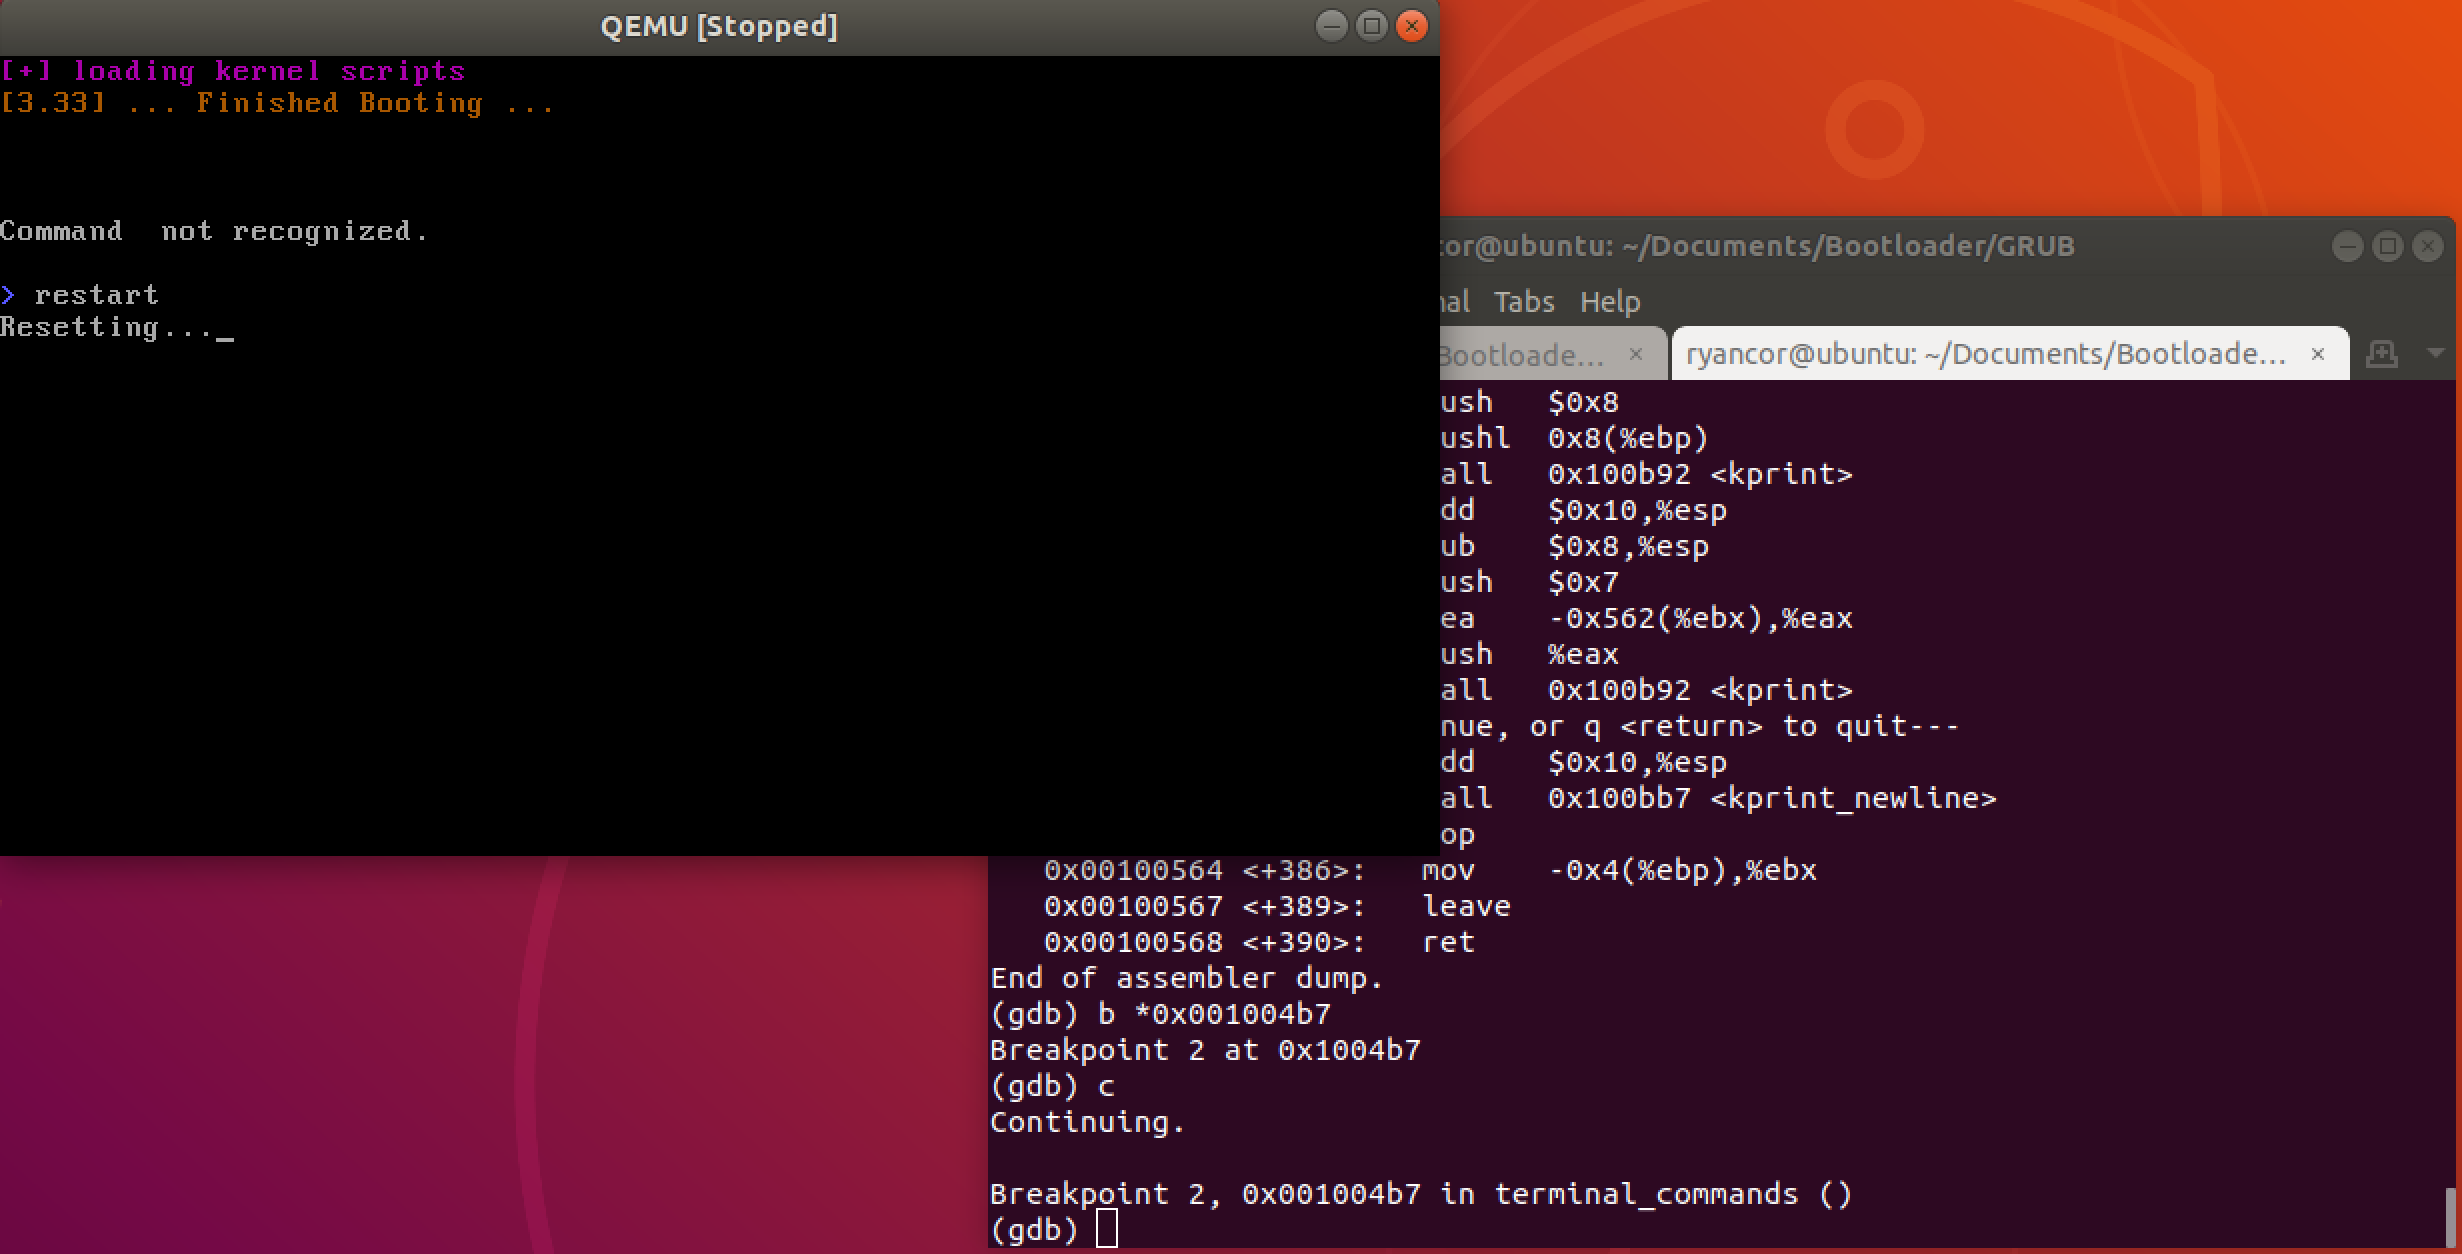 QEMU [Stopped]
[+] loading kernel scripts
[3.33] ... Finished Booting ...
Command  not recognized.
> restart
Resetting..._
cor@ubuntu: ~/Documents/Bootloader/GRUB
nal Tabs Help
Bootloade... ×
ryancor@ubuntu: ~/Documents/Bootloade... ×
ush $0x8
ushl 0x8(%ebp)
all 0x100b92 <kprint>
dd $0x10,%esp
ub $0x8,%esp
ush $0x7
ea -0x562(%ebx),%eax
ush %eax
all 0x100b92 <kprint>
nue, or q <return> to quit---
dd $0x10,%esp
all 0x100bb7 <kprint_newline>
op
0x00100564 <+386>: mov -0x4(%ebp),%ebx
0x00100567 <+389>: leave
0x00100568 <+390>: ret
End of assembler dump.
(gdb) b *0x001004b7
Breakpoint 2 at 0x1004b7
(gdb) c
Continuing.
Breakpoint 2, 0x001004b7 in terminal_commands ()
(gdb)